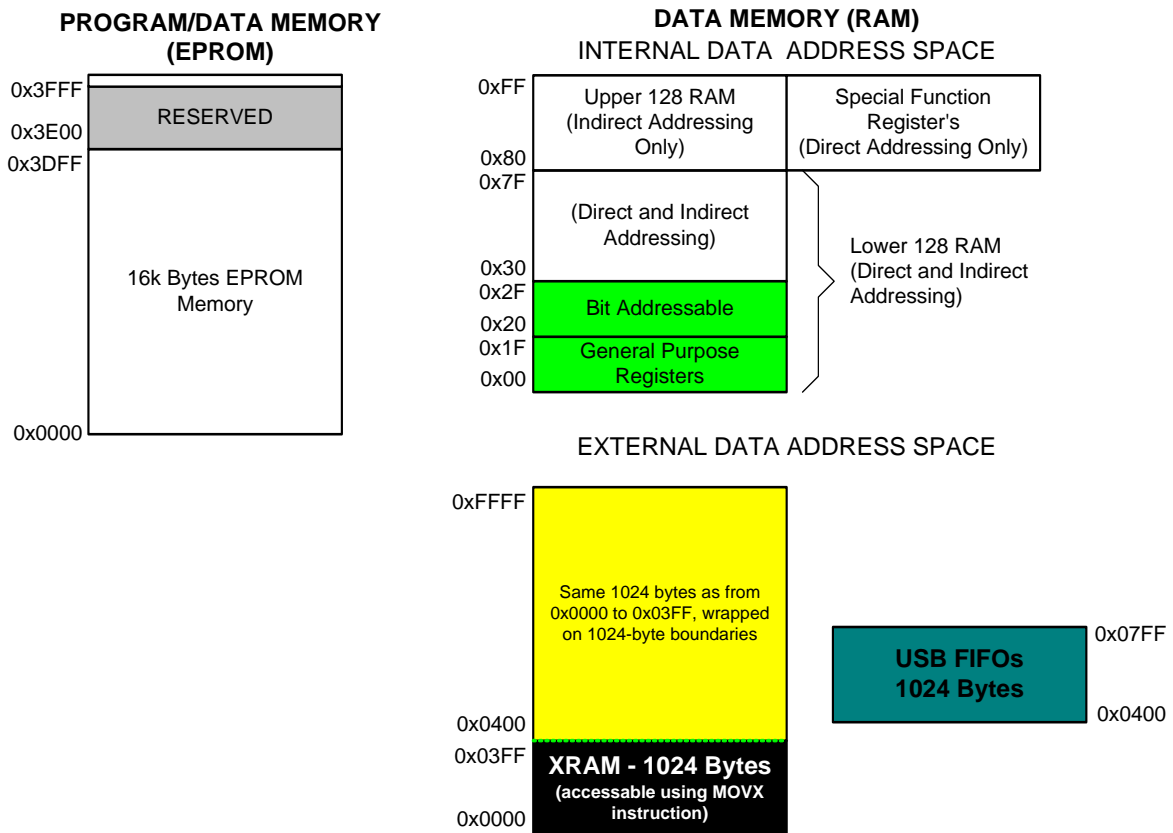 PROGRAM/DATA MEMORY
(EPROM)
0x3FFF
RESERVED
0x3E00
0x3DFF
16k Bytes EPROM
Memory
0x0000
DATA MEMORY (RAM)
INTERNAL DATA ADDRESS SPACE
0xFF
Upper 128 RAM
(Indirect Addressing
Only)
0x80
Special Function
Register's
(Direct Addressing Only)
0x7F
(Direct and Indirect
Addressing)
0x30
0x2F
Bit Addressable
0x20
0x1F
General Purpose
Registers
0x00
Lower 128 RAM
(Direct and Indirect
Addressing)
EXTERNAL DATA ADDRESS SPACE
0xFFFF
Same 1024 bytes as from
0x0000 to 0x03FF, wrapped
on 1024-byte boundaries
0x0400
0x03FF
XRAM - 1024 Bytes
(accessable using MOVX
instruction)
0x0000
0x07FF
USB FIFOs
1024 Bytes
0x0400